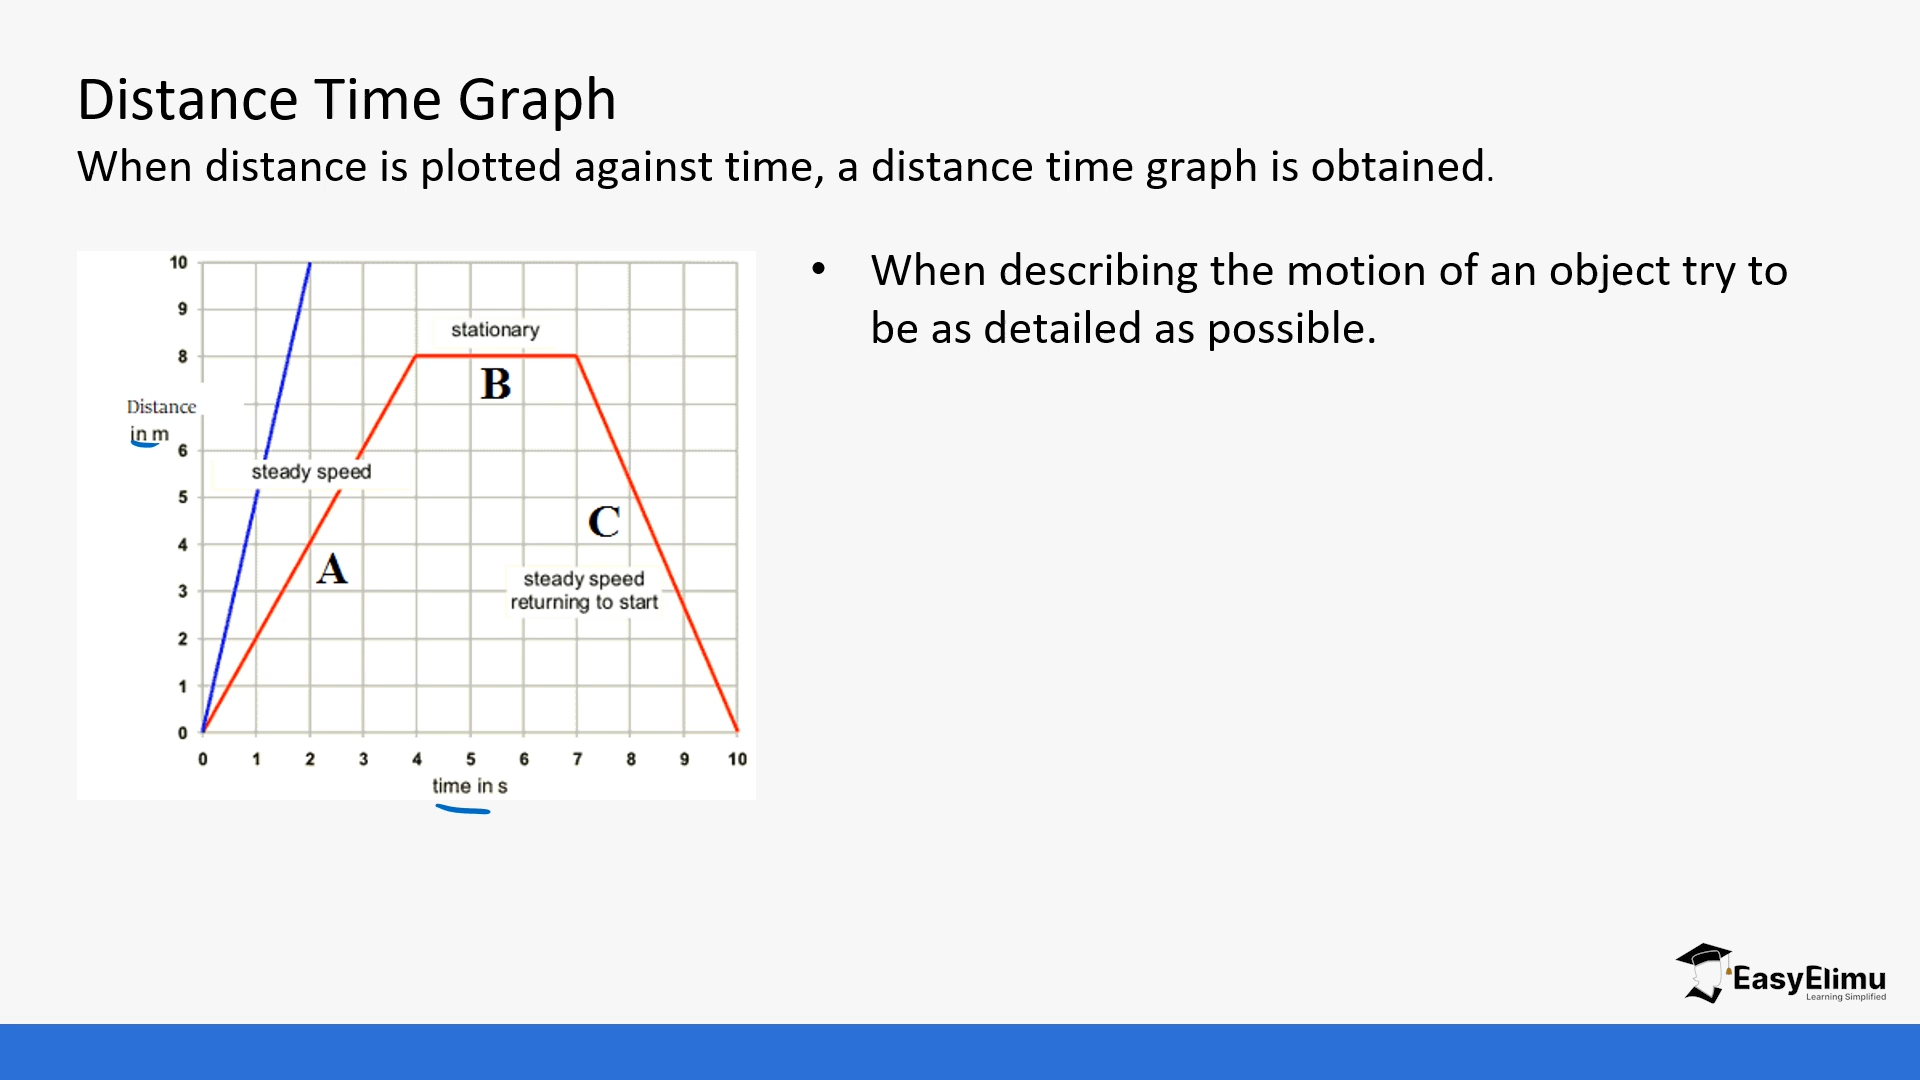 Distance Time Graph
When distance is plotted against time, a distance time graph is obtained.
• When describing the motion of an object try to
be as detailed as possible.
10
9
8
Distance
in m
6
5
4
3
2
1
0
stationary
B
steady speed
C
A
steady speed
returning to start
0 1 2 3 4 5 6 7 8 9 10
time in s
EasyElimu
Learning Simplified